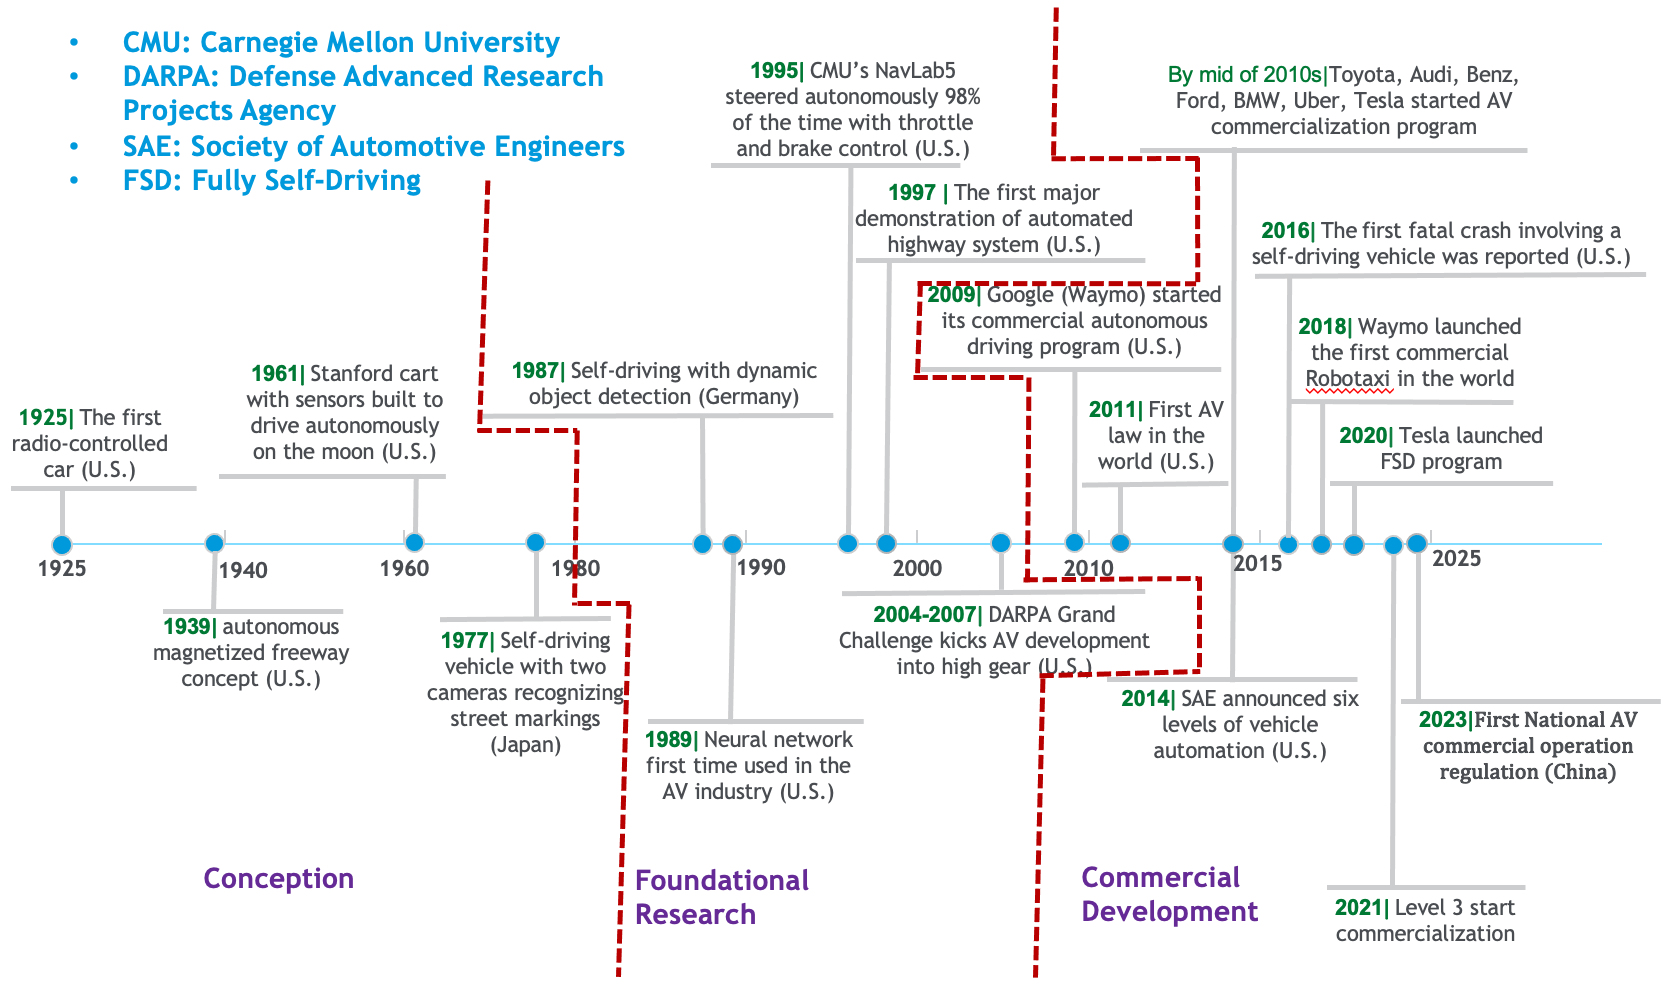 • CMU: Carnegie Mellon University
• DARPA: Defense Advanced Research
Projects Agency
• SAE: Society of Automotive Engineers
• FSD: Fully Self-Driving
1925| The first
radio-controlled
car (U.S.)
1961| Stanford cart
with sensors built to
drive autonomously
on the moon (U.S.)
1987| Self-driving with dynamic
object detection (Germany)
1995| CMU's NavLab5
steered autonomously 98%
of the time with throttle
and brake control (U.S.)
1997 | The first major
demonstration of automated
highway system (U.S.)
2009| Google (Waymo) started
its commercial autonomous
driving program (U.S.)
2011| First AV
law in the
world (U.S.)
By mid of 2010s|Toyota, Audi, Benz,
Ford, BMW, Uber, Tesla started AV
commercialization program
2016| The first fatal crash involving a
self-driving vehicle was reported (U.S.)
2018| Waymo launched
the first commercial
Robotaxi in the world
2020| Tesla launched
FSD program
1925
1940
1960
1980
1990
2000
2010
2015
2025
1939| autonomous
magnetized freeway
concept (U.S.)
1977| Self-driving
vehicle with two
cameras recognizing
street markings
(Japan)
1989| Neural network
first time used in the
AV industry (U.S.)
2004-2007| DARPA Grand
Challenge kicks AV development
into high gear (U.S.)
2014| SAE announced six
levels of vehicle
automation (U.S.)
2023|First National AV
commercial operation
regulation (China)
2021| Level 3 start
commercialization
Conception
Foundational
Research
Commercial
Development